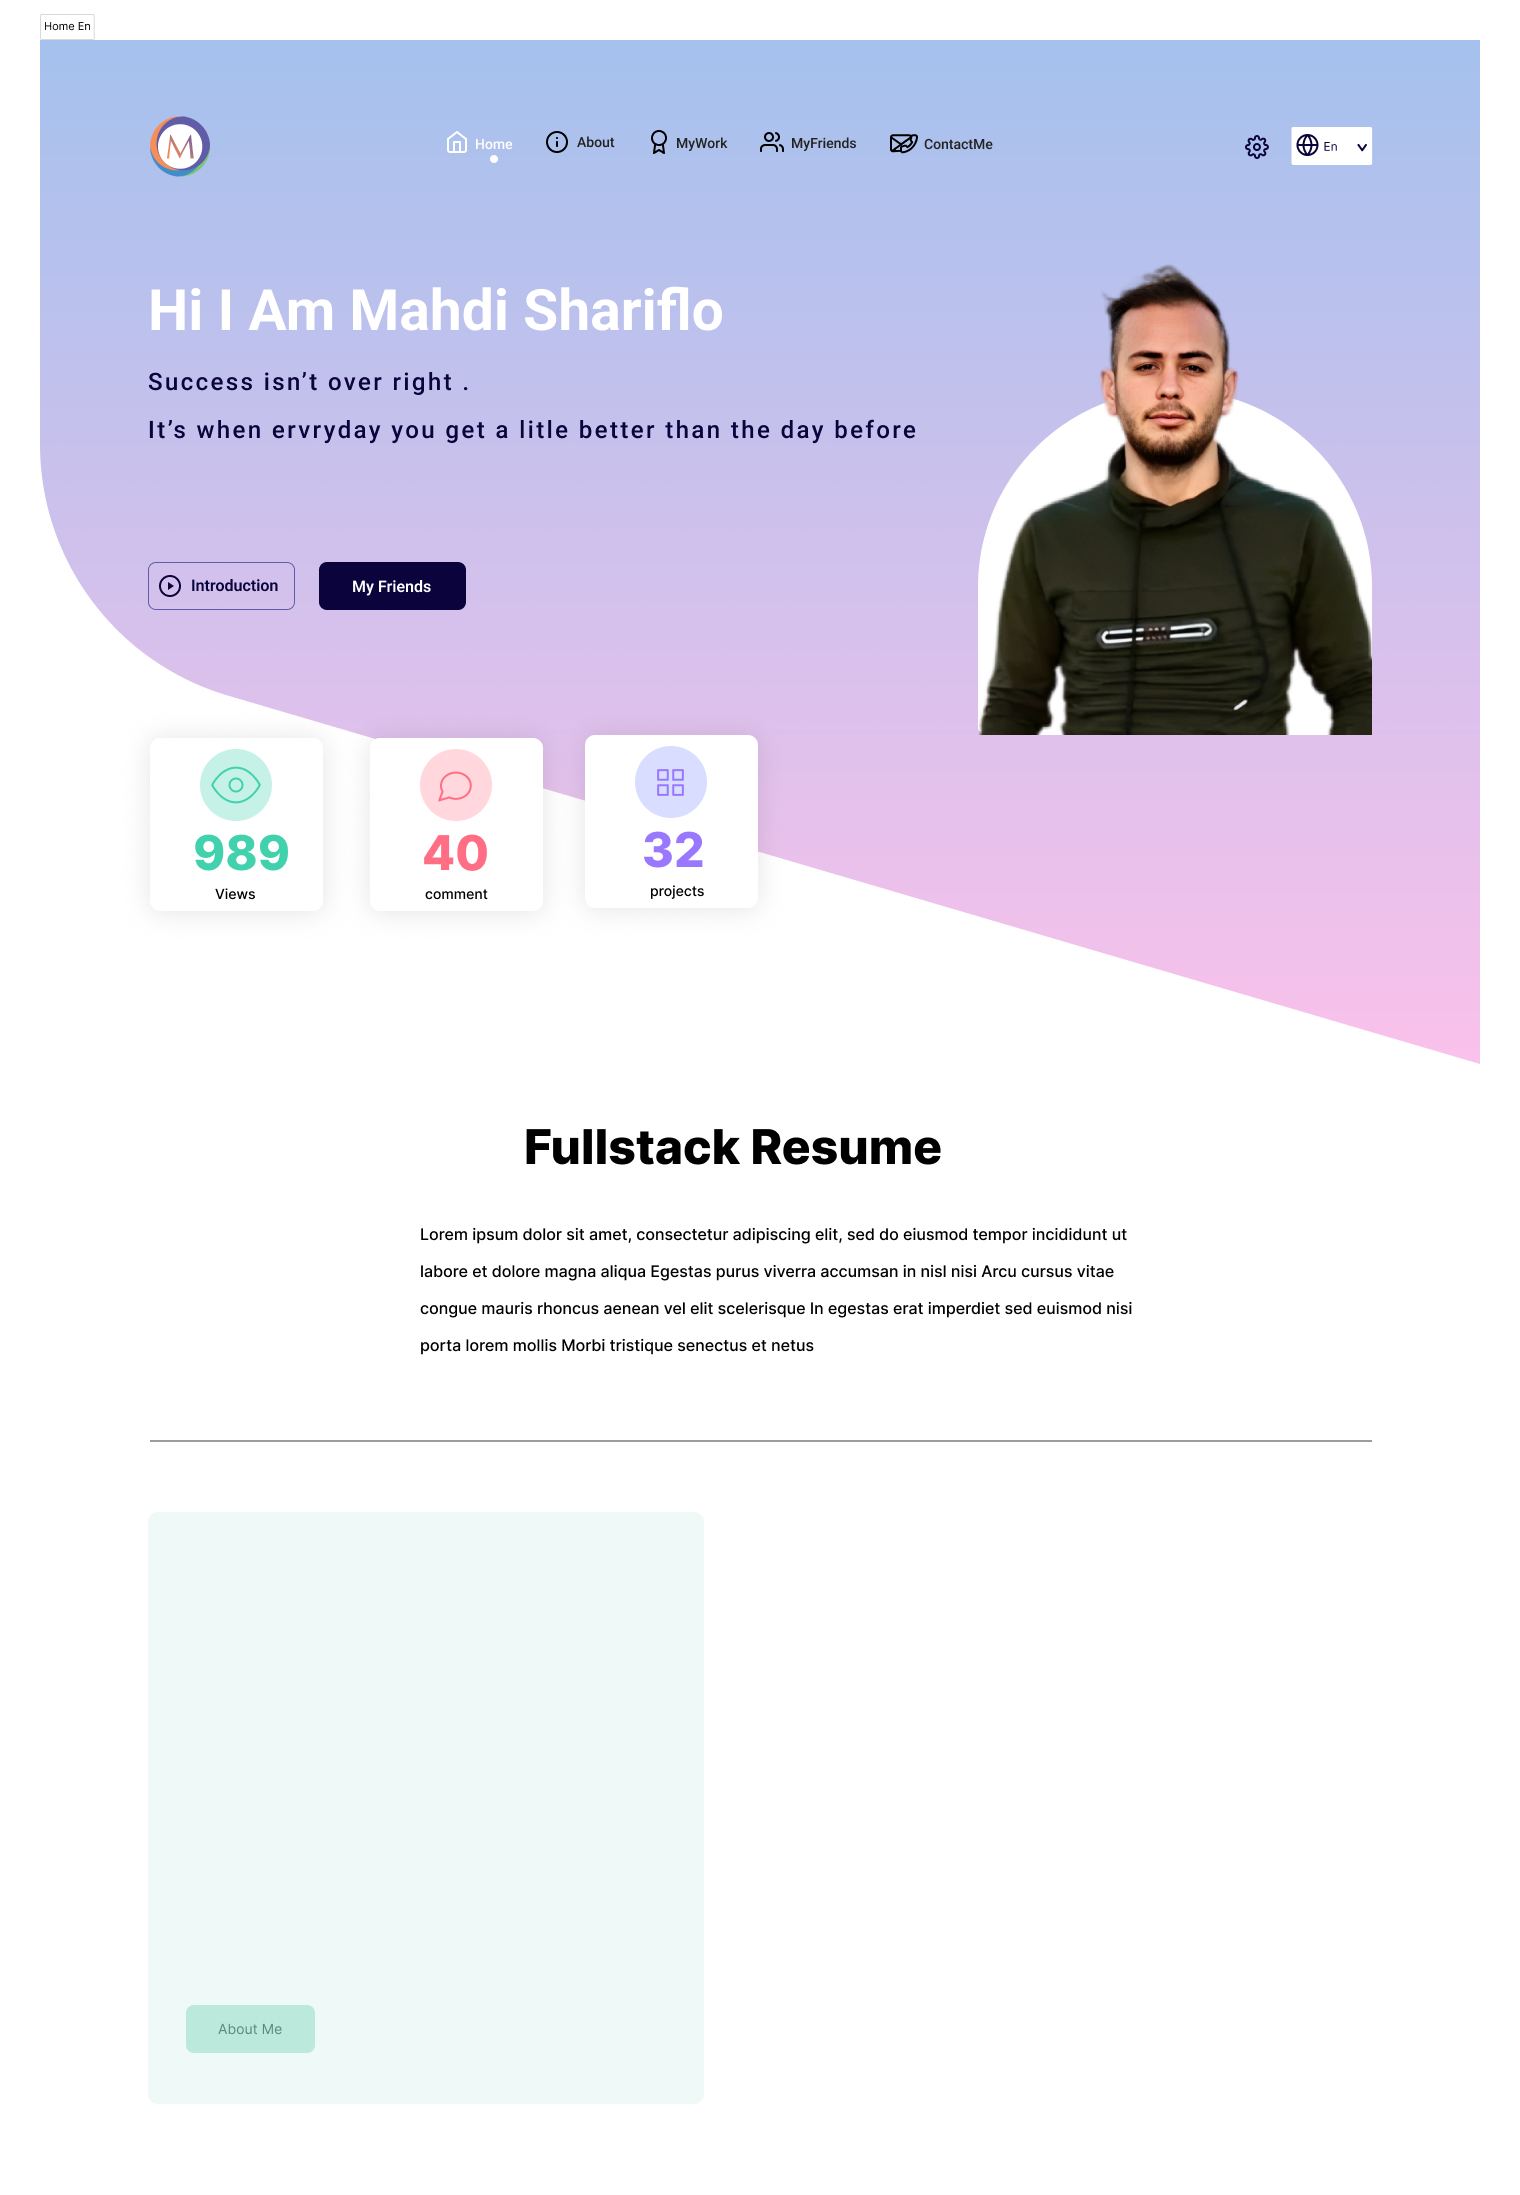 Home En
M
Home
About
MyWork
MyFriends
ContactMe
En
Hi I Am Mahdi Shariflo
Success isn’t over right .
It’s when ervryday you get a litle better than the day before
Introduction
My Friends
989
Views
40
comment
32
projects
Fullstack Resume
Lorem ipsum dolor sit amet, consectetur adipiscing elit, sed do eiusmod tempor incididunt ut
labore et dolore magna aliqua Egestas purus viverra accumsan in nisl nisi Arcu cursus vitae
congue mauris rhoncus aenean vel elit scelerisque In egestas erat imperdiet sed euismod nisi
porta lorem mollis Morbi tristique senectus et netus
About Me